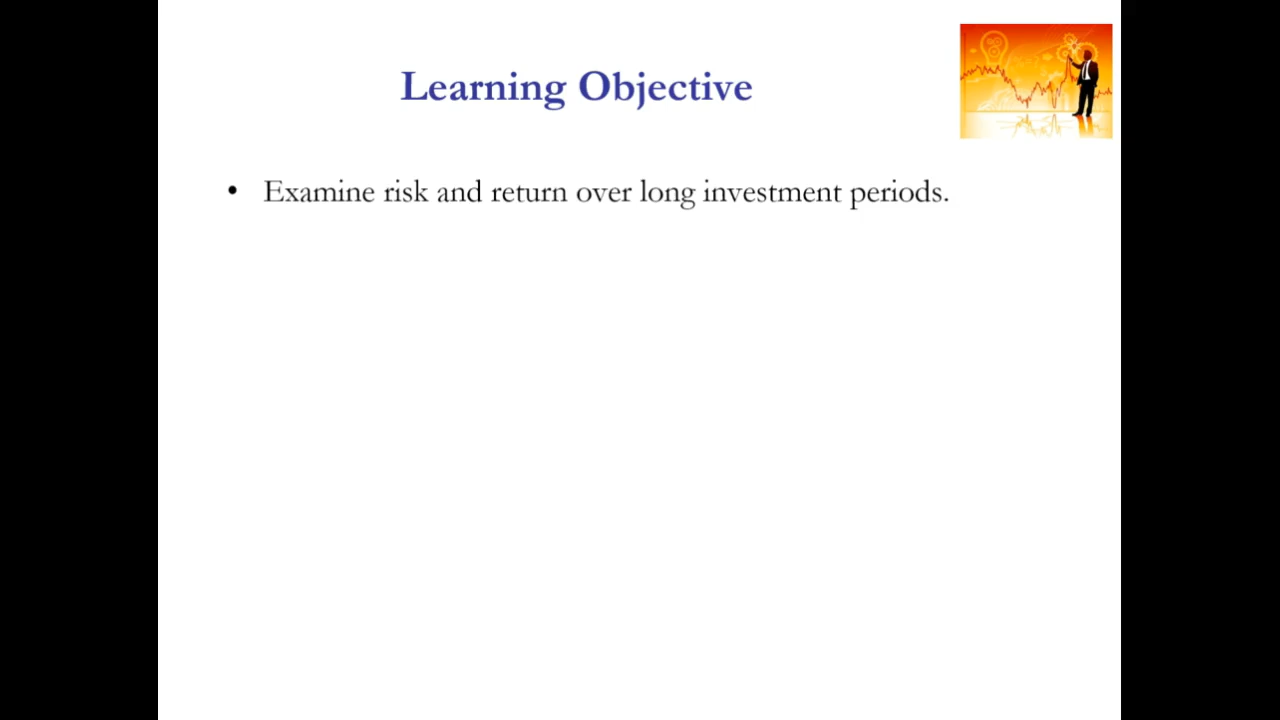 Learning Objective
• Examine risk and return over long investment periods.